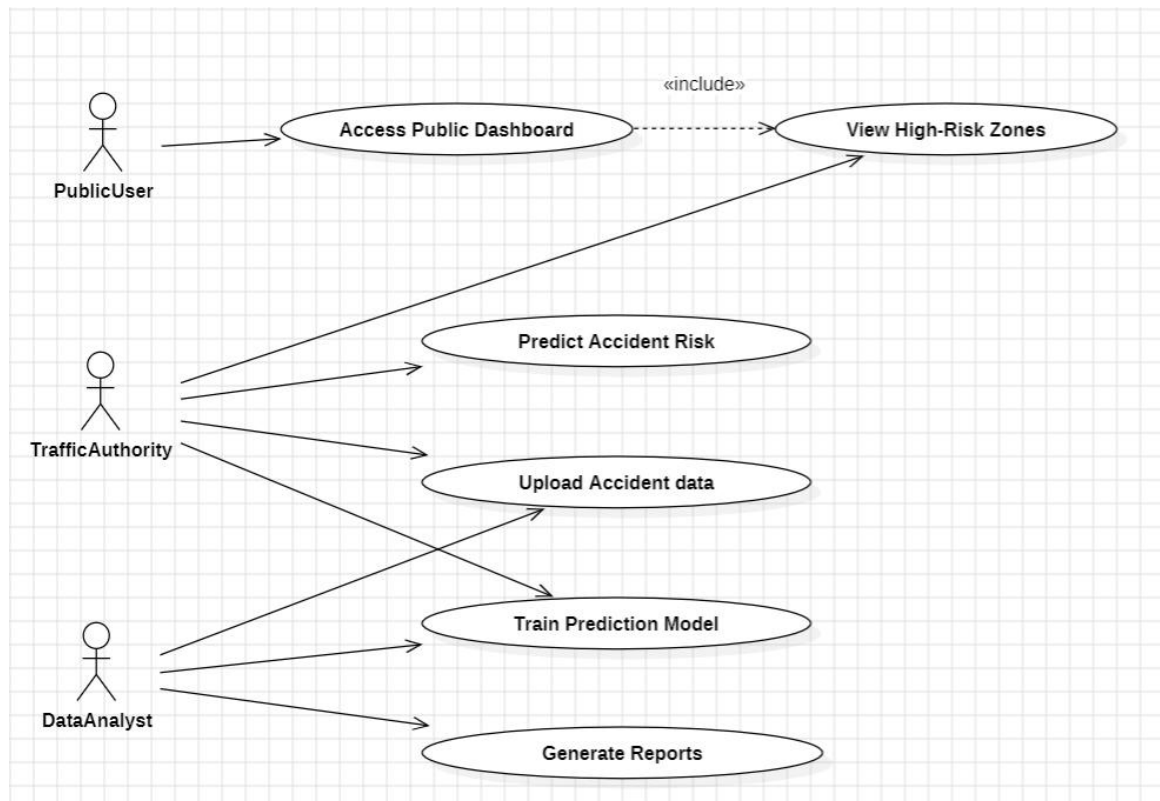 «include»
Access Public Dashboard
View High-Risk Zones
PublicUser
Predict Accident Risk
TrafficAuthority
Upload Accident data
Train Prediction Model
DataAnalyst
Generate Reports